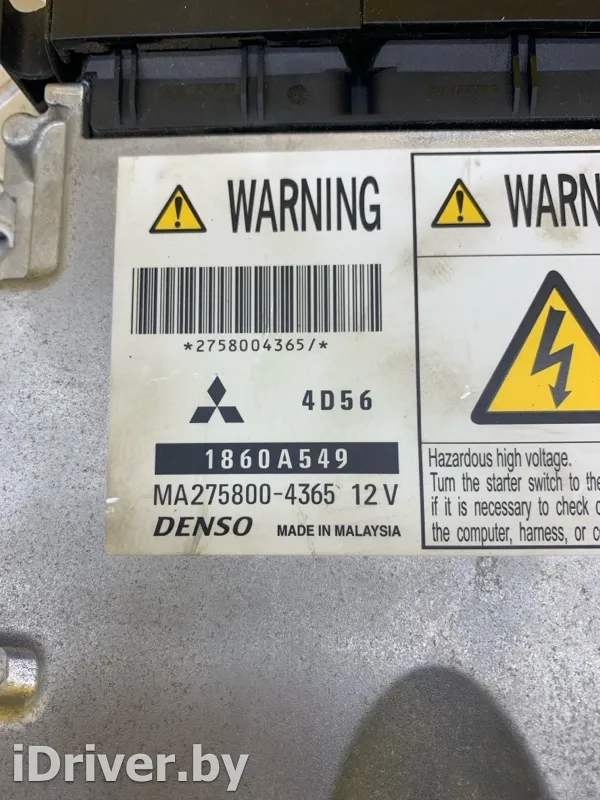 WARNING
*2758004365/*
4D56
1860A549
MA275800-4365 12V
DENSO MADE IN MALAYSIA
WARN
Hazardous high voltage.
Turn the starter switch to the
if it is necessary to check
the computer, harness, or
iDriver.by